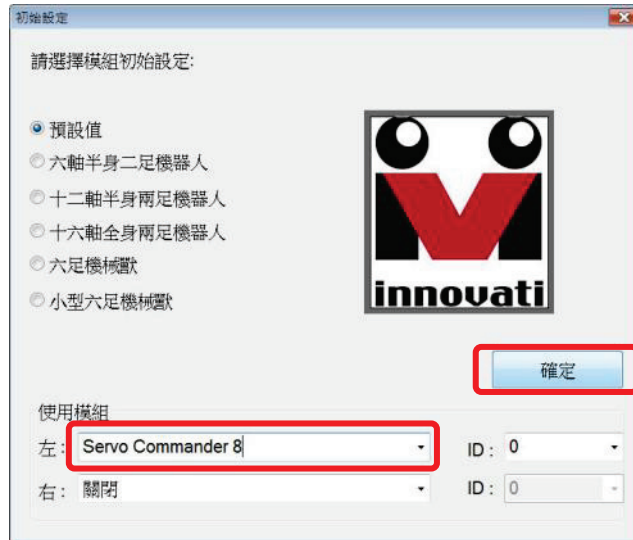 初始設定
請選擇模組初始設定:
預設值
六軸半身二足機器人
十二軸半身兩足機器人
十六軸全身兩足機器人
六足機械獸
小型六足機械獸
innovati
確定
使用模組
左: Servo Commander 8 ID: 0
右: 關閉 ID: 0